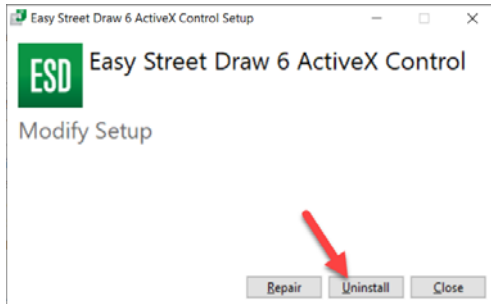 Easy Street Draw 6 ActiveX Control Setup
ESD
Easy Street Draw 6 ActiveX Control
Modify Setup
Repair
Uninstall
Close